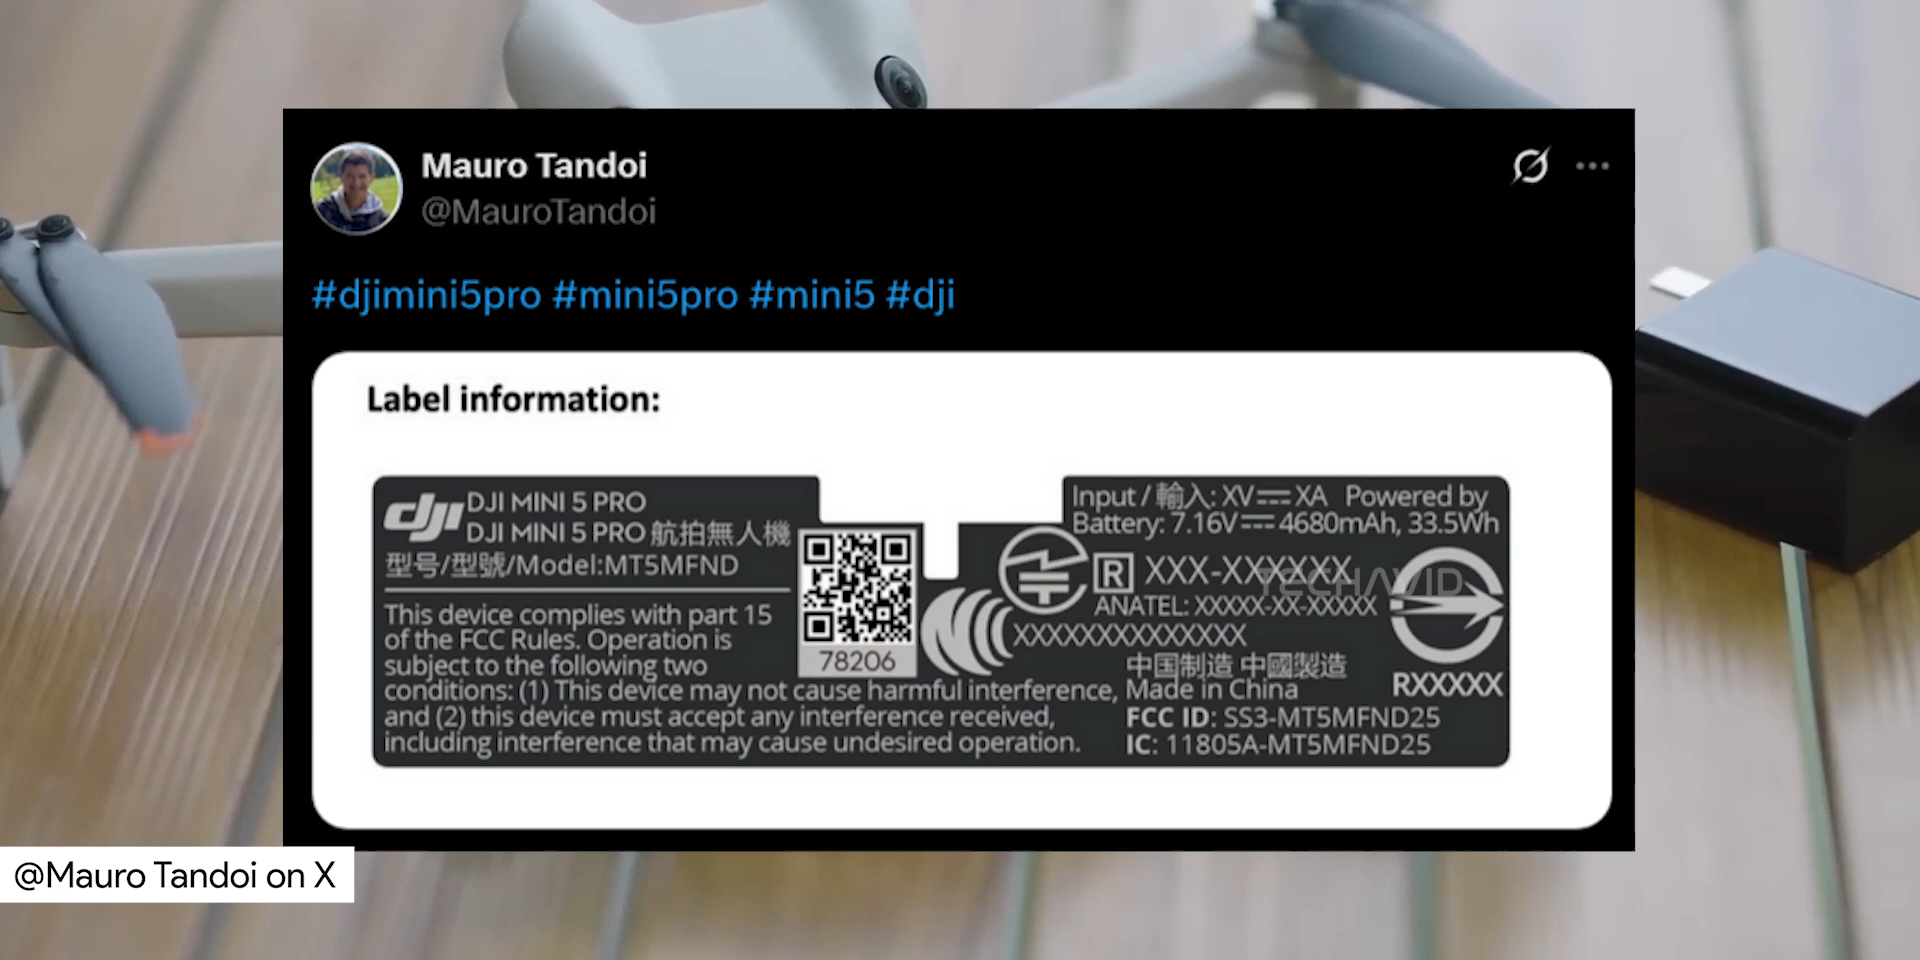 Mauro Tandoi
@MauroTandoi
#djimini5pro #mini5pro #mini5 #dji
Label information:
dji
DJI MINI 5 PRO
DJI MINI 5 PRO 航拍無人機
型号/型號/Model:MT5MFND
This device complies with part 15
of the FCC Rules. Operation is
subject to the following two
conditions: (1) This device may not cause harmful interference,
and (2) this device must accept any interference received,
including interference that may cause undesired operation.
78206
Input / 輸入: XV⎓XA Powered by
Battery: 7.16V⎓4680mAh, 33.5Wh
R XXX-XXXXXX
TECHAVID
ANATEL: XXXXX-XX-XXXXX
XXXXXXXXXXXXXX
中国制造 中國製造
Made in China
FCC ID: SS3-MT5MFND25
IC: 11805A-MT5MFND25
RXXXXX
@Mauro Tandoi on X